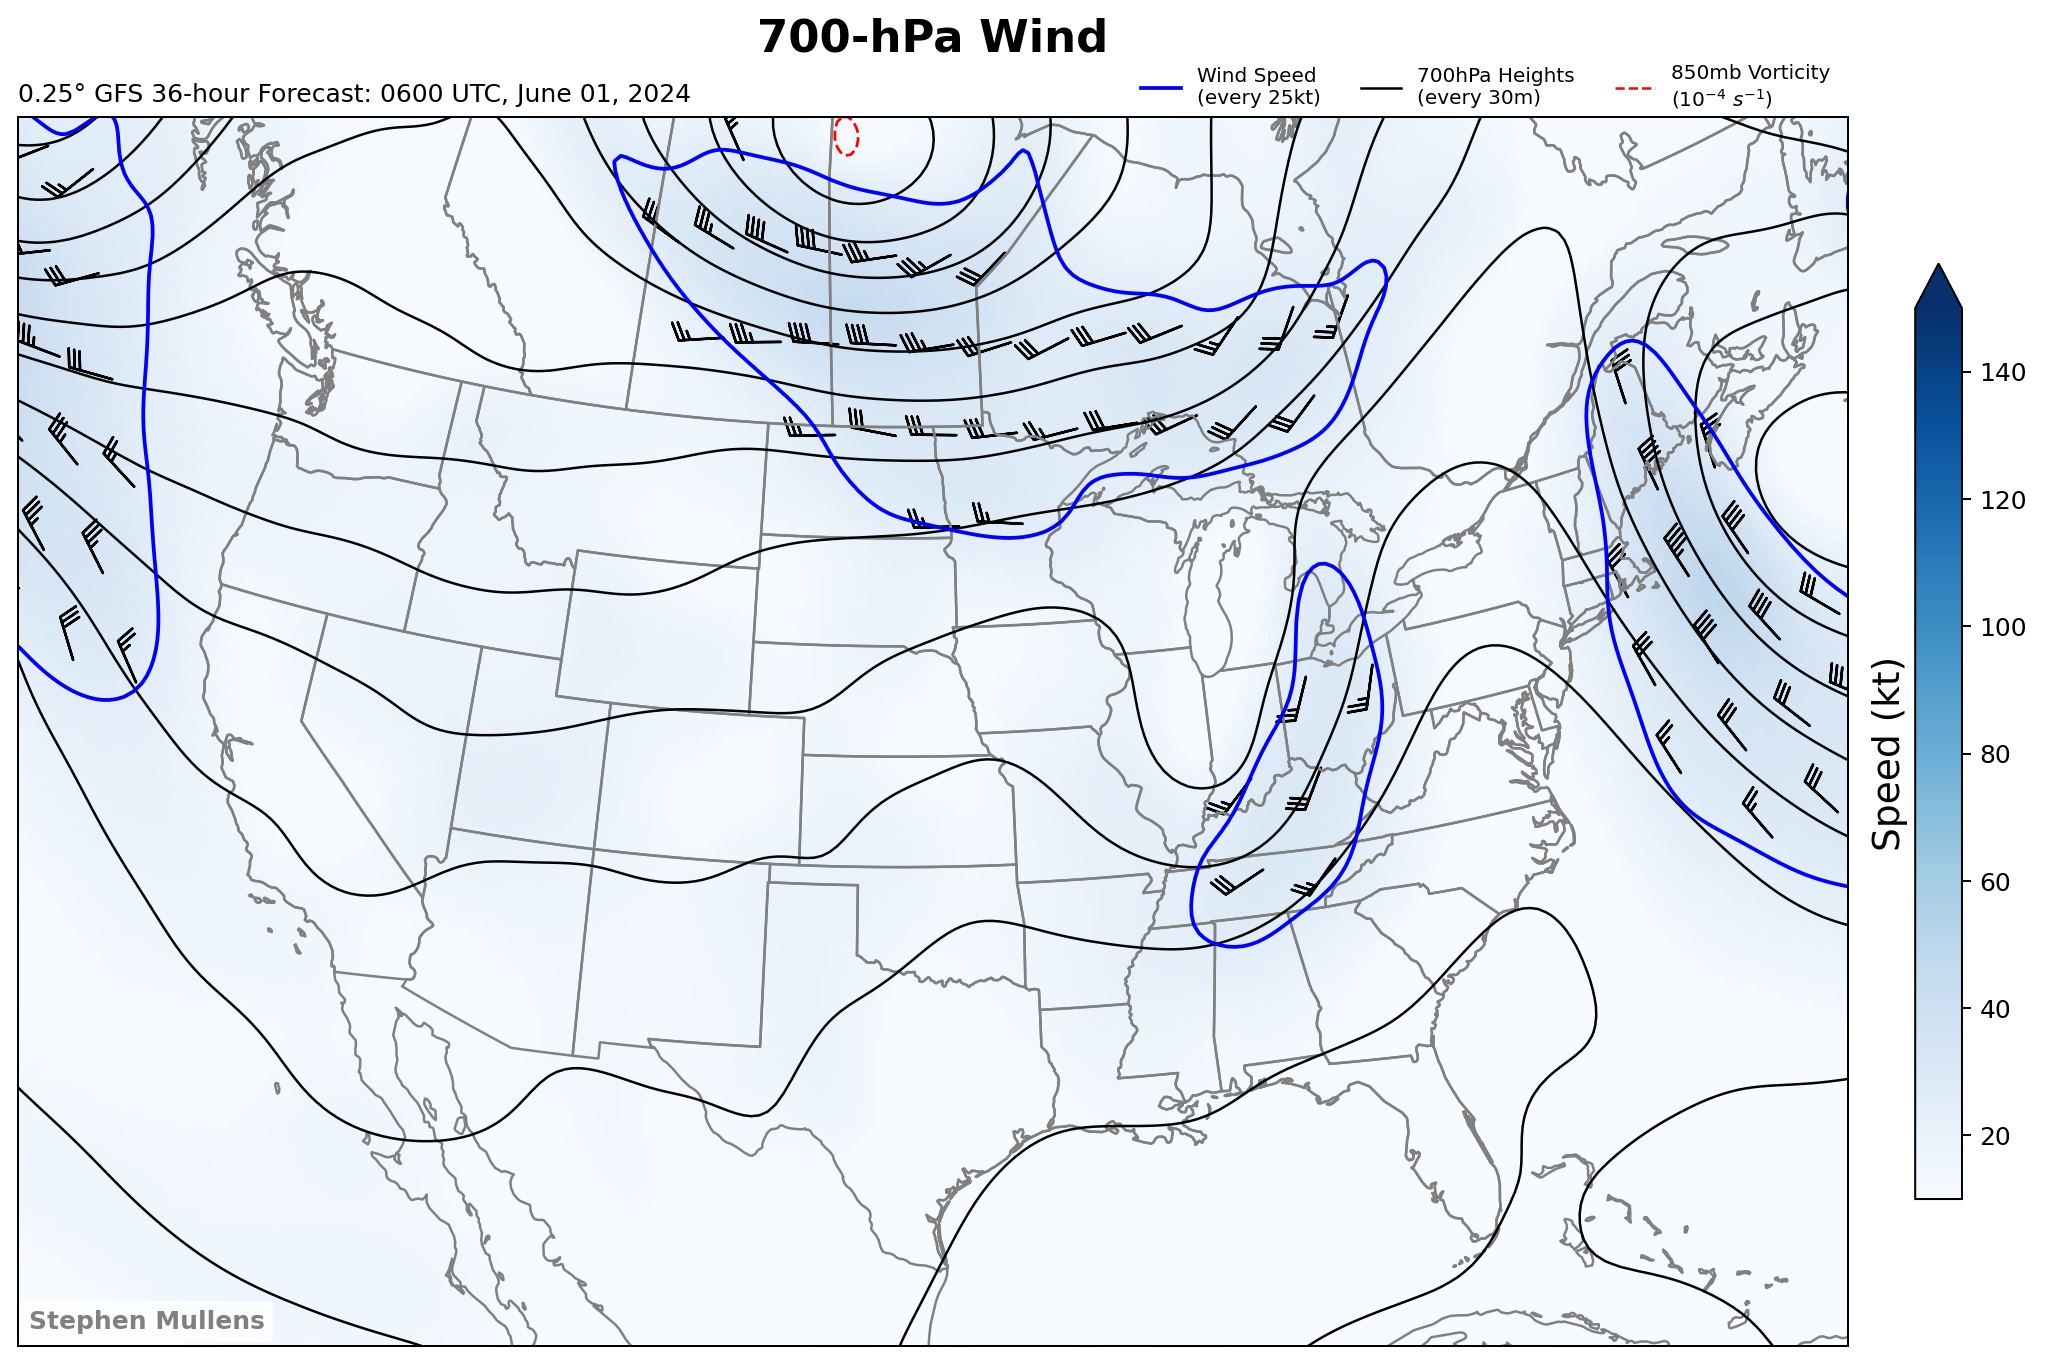 700-hPa Wind
0.25° GFS 36-hour Forecast: 0600 UTC, June 01, 2024
Wind Speed
(every 25kt)
700hPa Heights
(every 30m)
850mb Vorticity
(10⁻⁴ s⁻¹)
140
120
100
80
60
40
20
Speed (kt)
Stephen Mullens